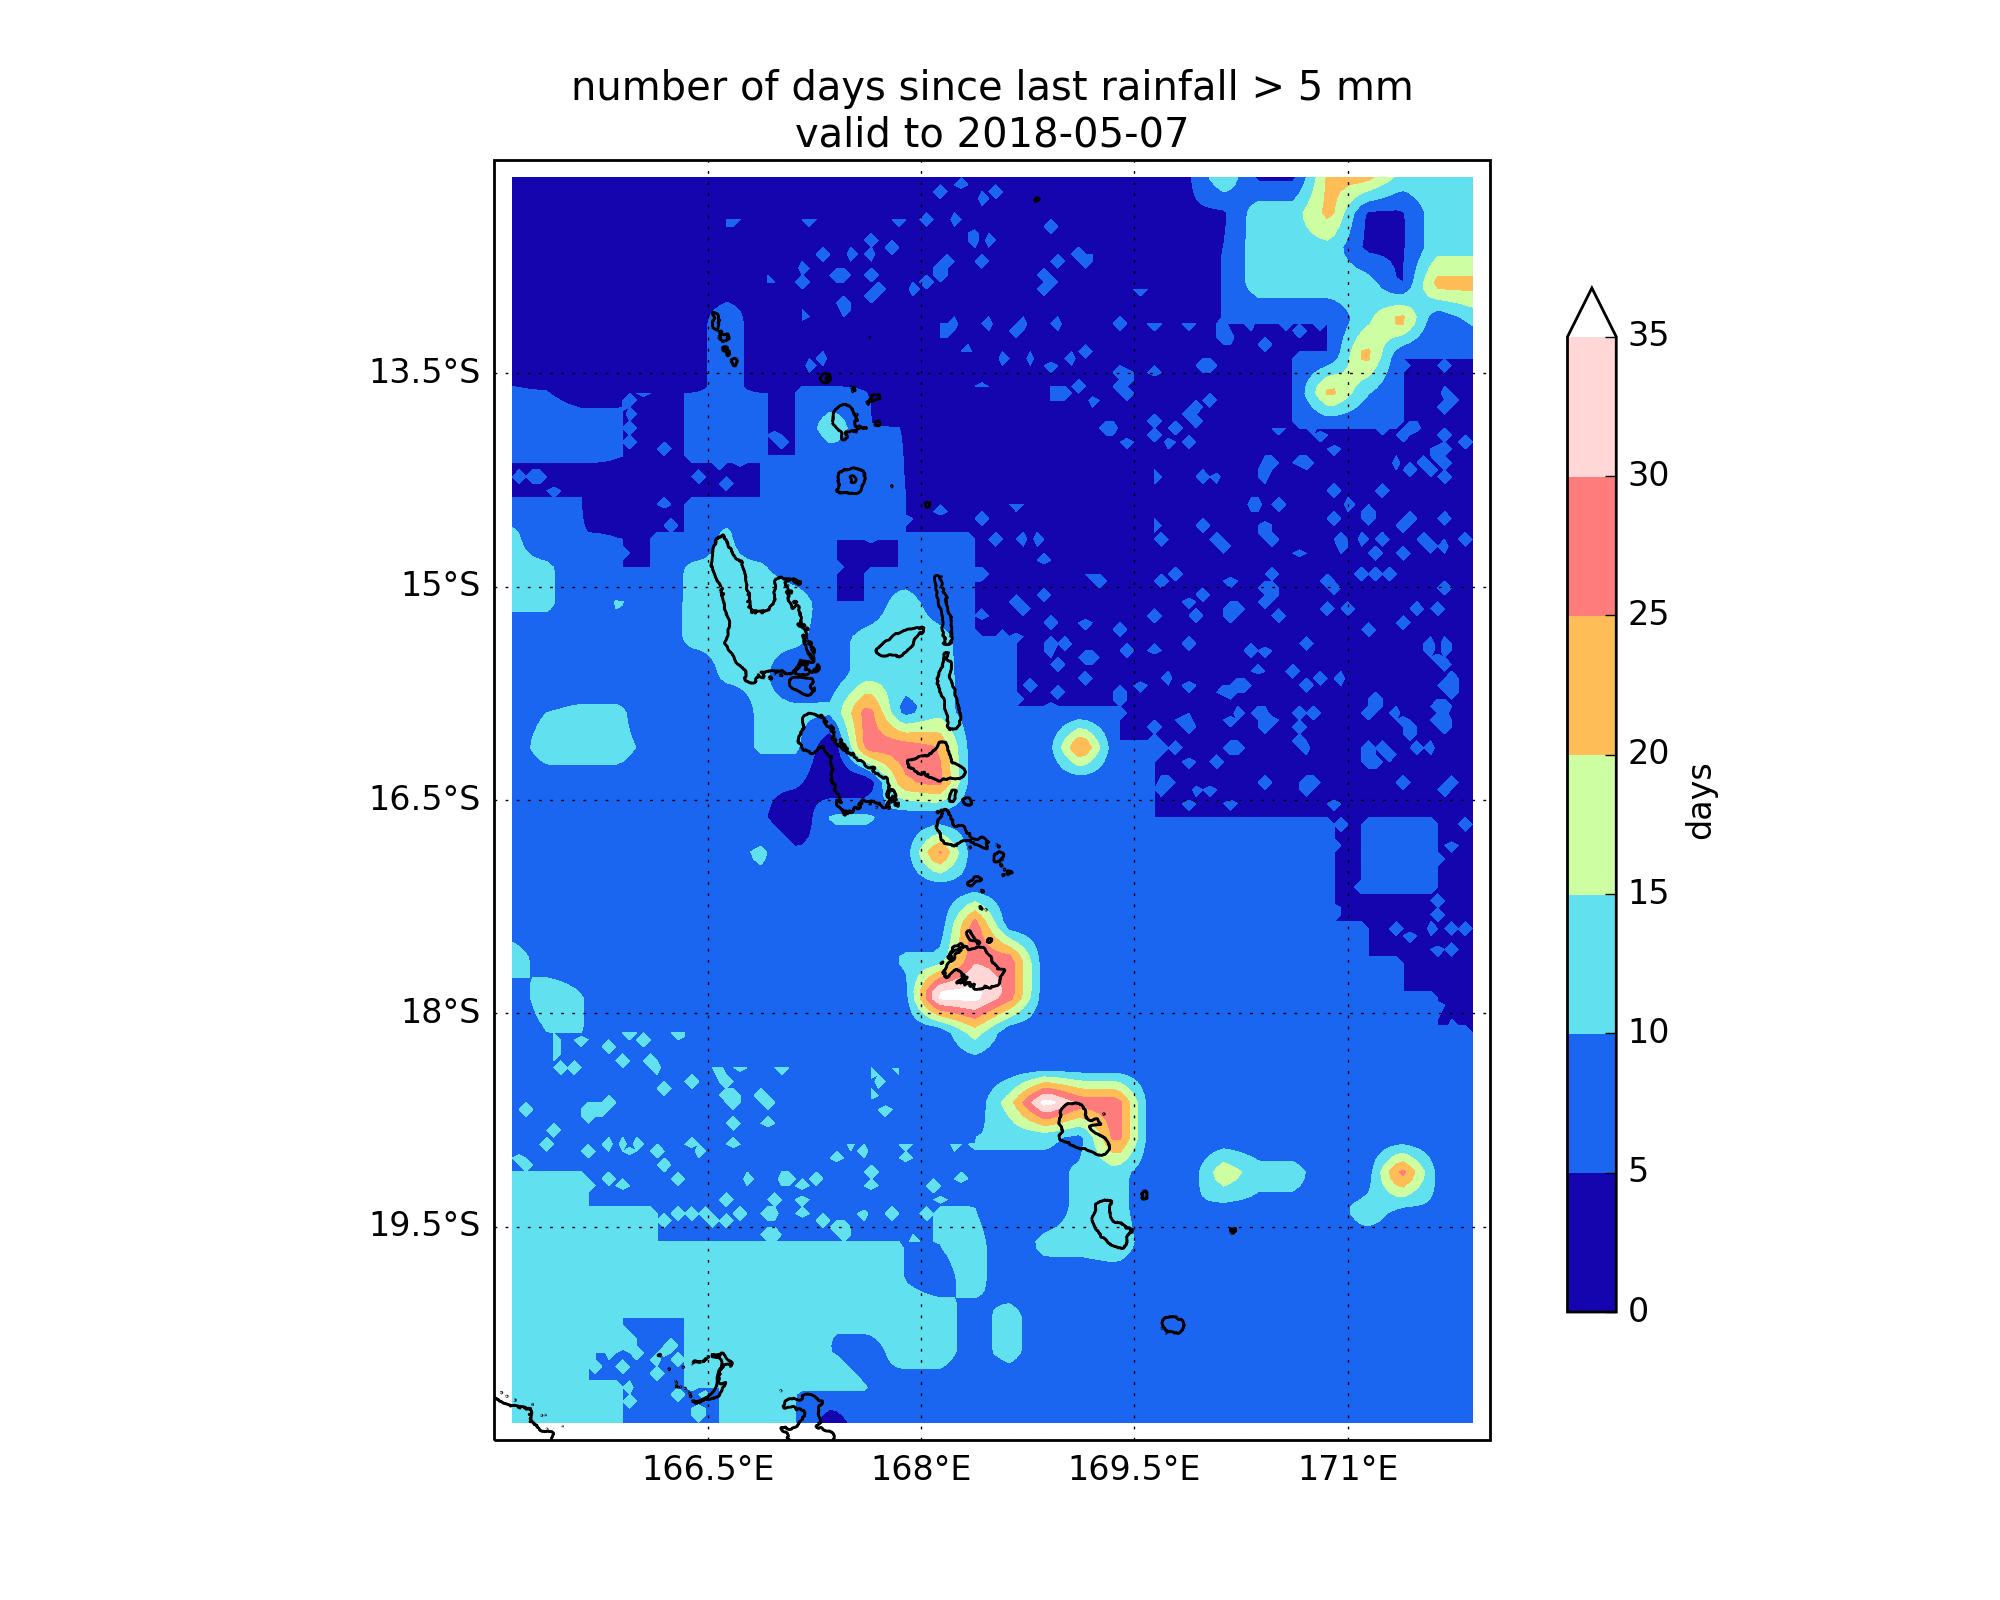 number of days since last rainfall > 5 mm
valid to 2018-05-07
13.5°S
15°S
16.5°S
18°S
19.5°S
166.5°E
168°E
169.5°E
171°E
35
30
25
20
15
10
5
0
days